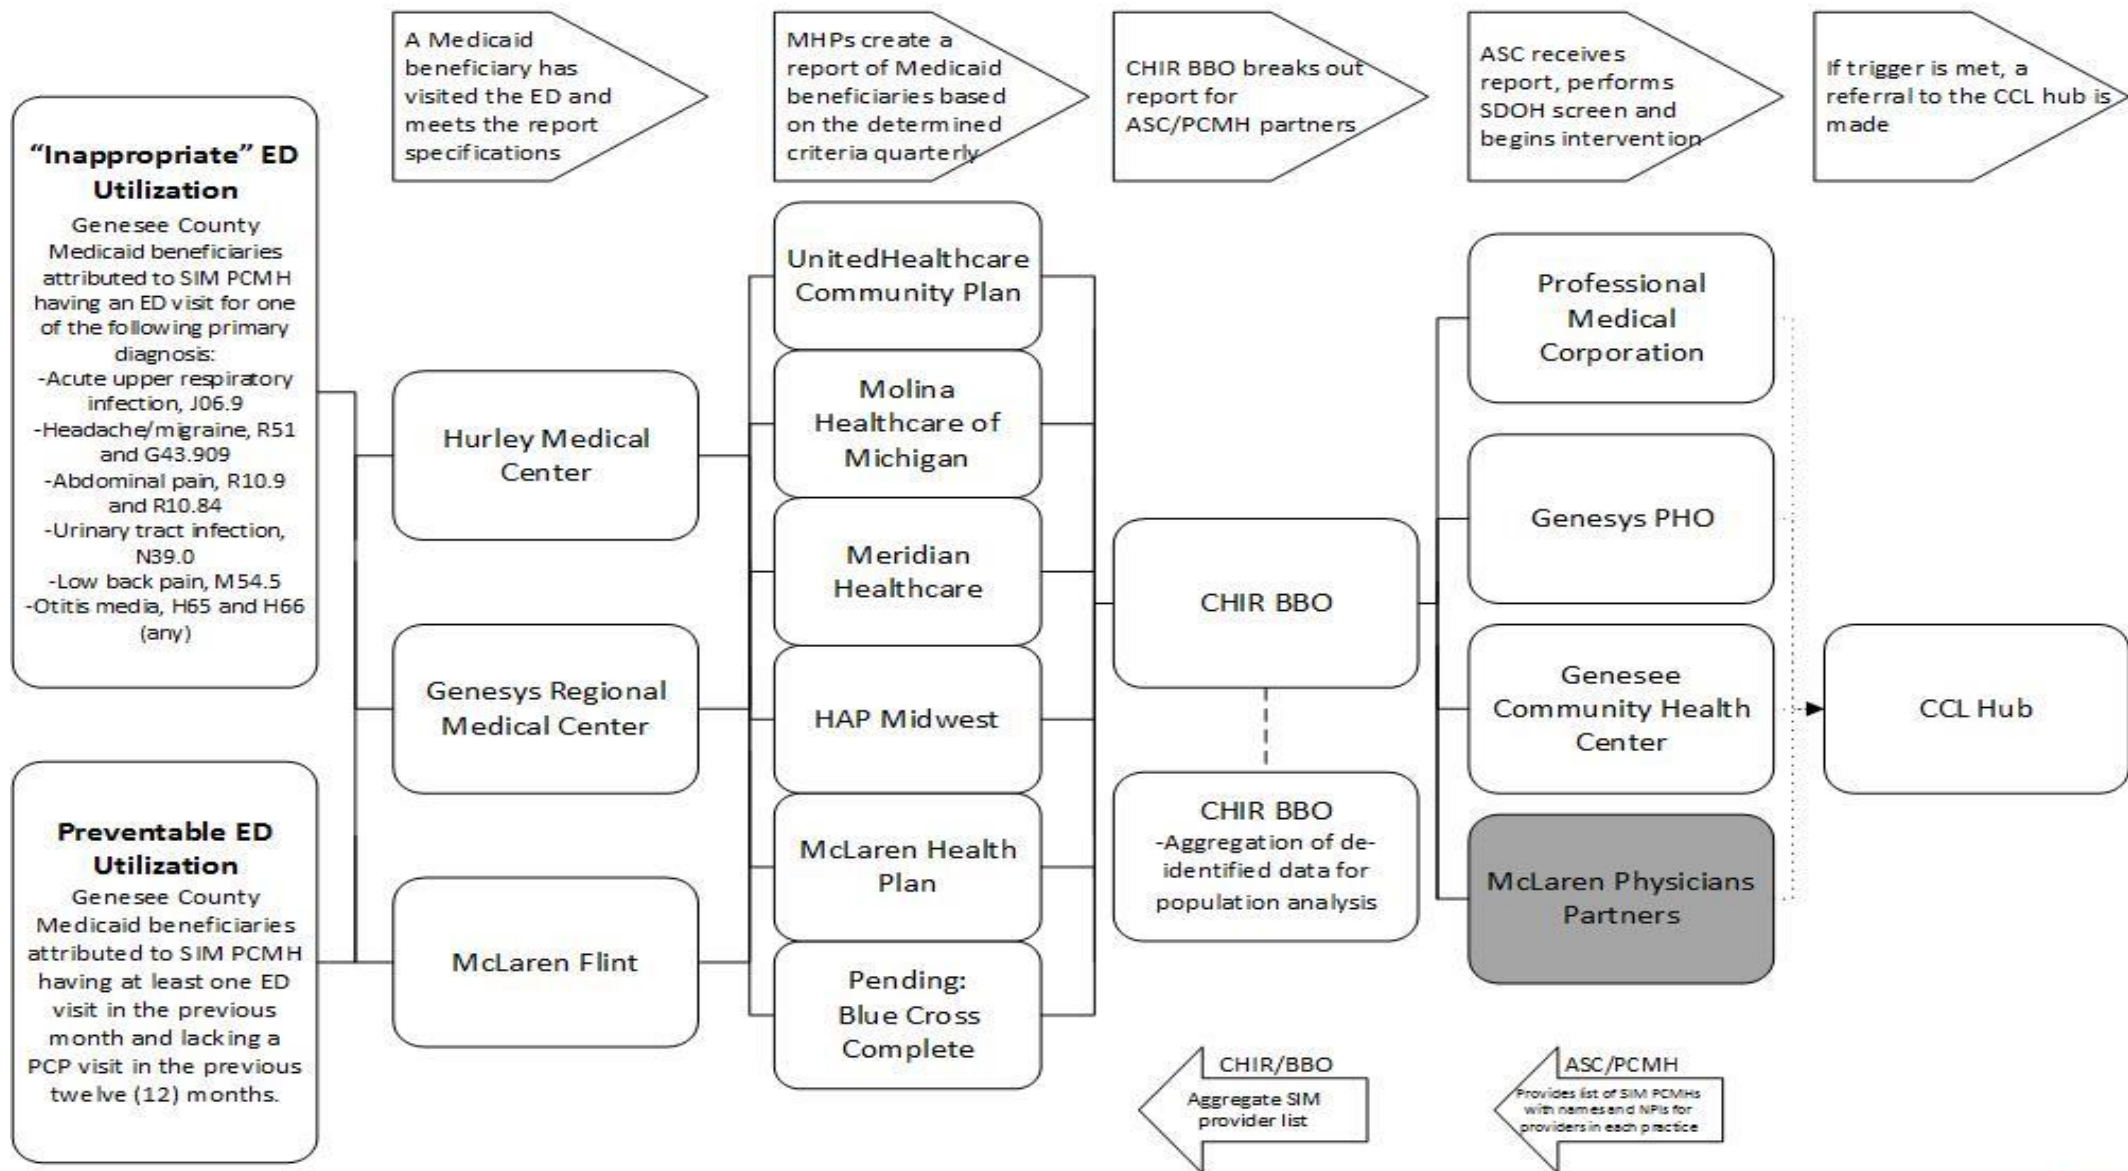 A Medicaid
beneficiary has
visited the ED and
meets the report
specifications
MHPs create a
report of Medicaid
beneficiaries based
on the determined
criteria quarterly
CHIR BBO breaks out
report for
ASC/PCMH partners
ASC receives
report, performs
SDOH screen and
begins intervention
If trigger is met, a
referral to the CCL hub is
made
“Inappropriate” ED
Utilization
Genesee County
Medicaid beneficiaries
attributed to SIM PCMH
having an ED visit for one
of the following primary
diagnosis:
-Acute upper respiratory
infection, J06.9
-Headache/migraine, R51
and G43.909
-Abdominal pain, R10.9
and R10.84
-Urinary tract infection,
N39.0
-Low back pain, M54.5
-Otitis media, H65 and H66
(any)
Preventable ED
Utilization
Genesee County
Medicaid beneficiaries
attributed to SIM PCMH
having at least one ED
visit in the previous
month and lacking a
PCP visit in the previous
twelve (12) months.
Hurley Medical
Center
Genesys Regional
Medical Center
McLaren Flint
UnitedHealthcare
Community Plan
Molina
Healthcare of
Michigan
Meridian
Healthcare
HAP Midwest
McLaren Health
Plan
Pending:
Blue Cross
Complete
CHIR BBO
CHIR BBO
-Aggregation of de-
identified data for
population analysis
Professional
Medical
Corporation
Genesys PHO
Genesee
Community Health
Center
McLaren Physicians
Partners
CCL Hub
CHIR/BBO
Aggregate SIM
provider list
ASC/PCMH
Provides list of SIM PCMHs
with names and NPIs for
providers in each practice